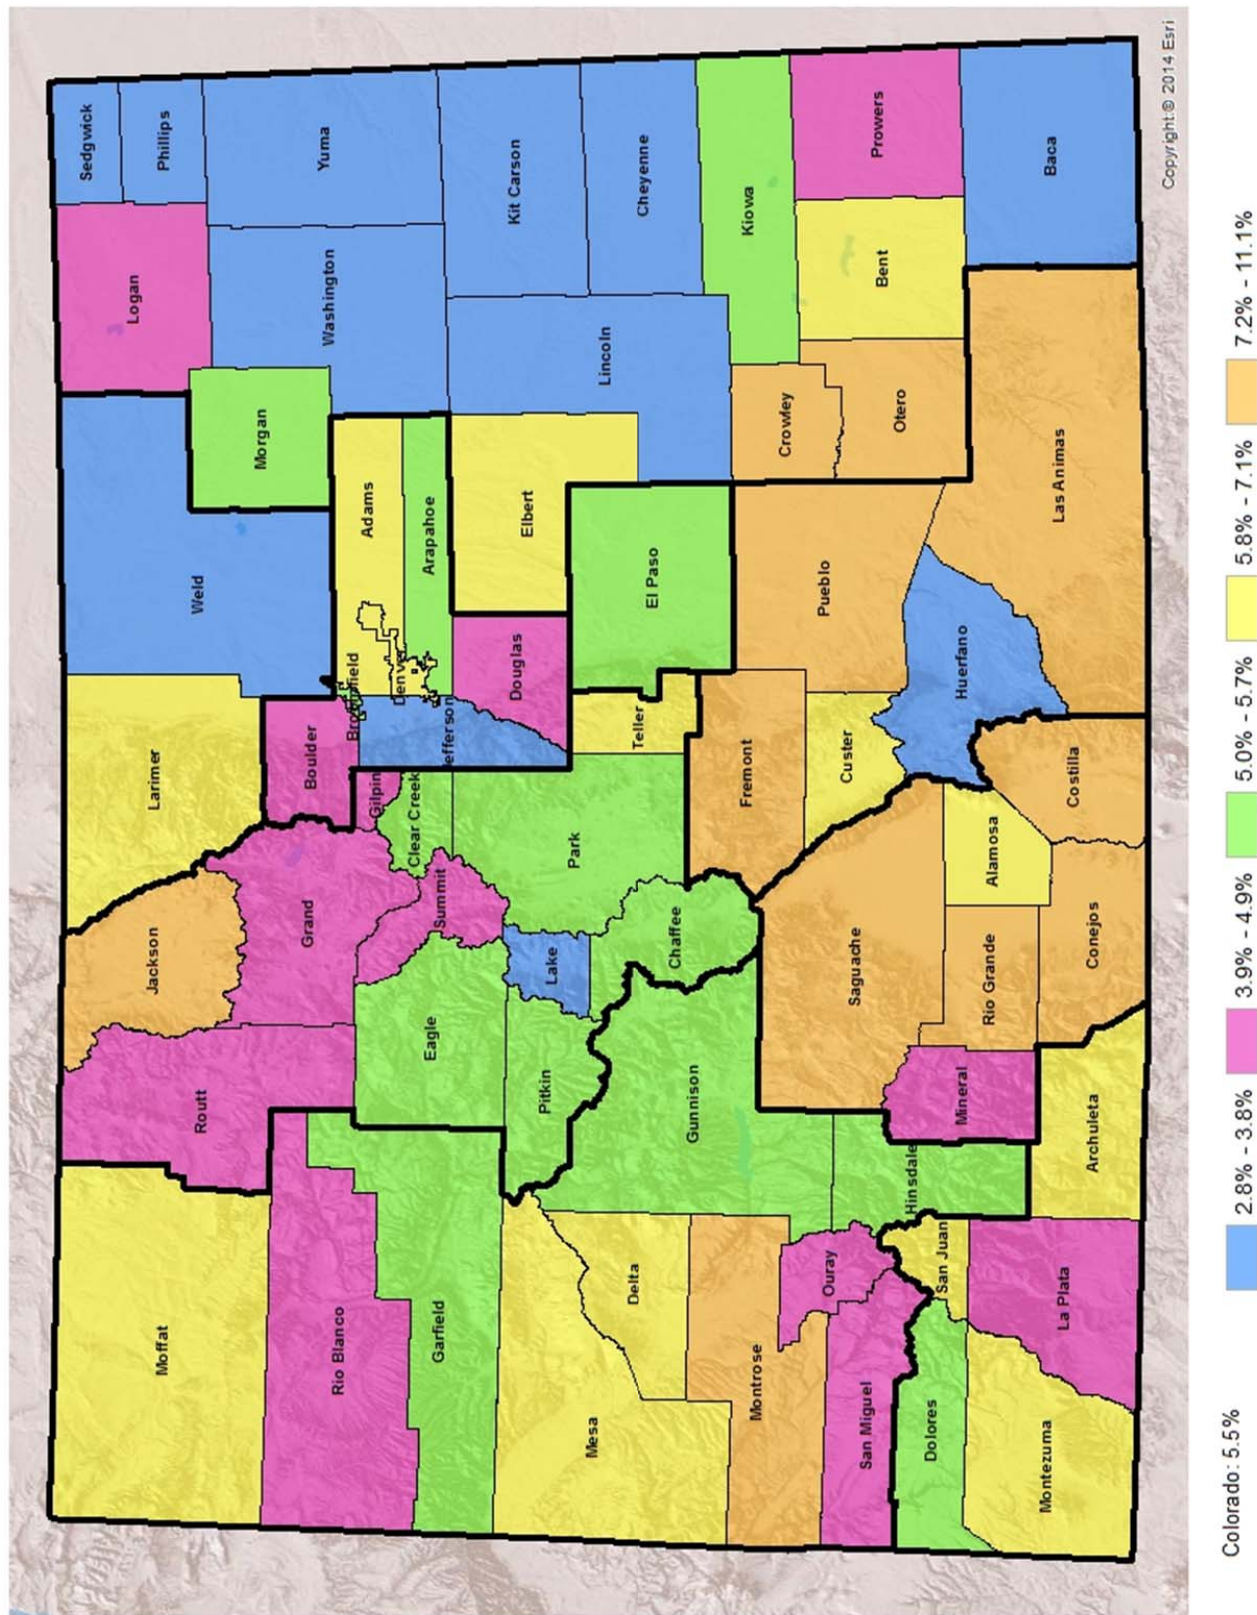 Sedgwick
Logan
Moffat
Jackson
Larimer
Phillips
Routt
Weld
Morgan
Rio Blanco
Grand
Boulder
Washington
Yuma
Broomfield
Gilpin
Adams
Denver
Garfield
Eagle
Summit
Clear Creek
Jefferson
Arapahoe
Pitkin
Lake
Douglas
Elbert
Kit Carson
Mesa
Park
Lincoln
Delta
Teller
El Paso
Cheyenne
Gunnison
Chaffee
Montrose
Fremont
Kiowa
Ouray
Pueblo
Crowley
San Miguel
Saguache
Custer
Prowers
Bent
Otero
Dolores
Hinsdale
San Juan
Mineral
Rio Grande
Alamosa
Huerfano
Montezuma
La Plata
Archuleta
Conejos
Costilla
Las Animas
Baca
Copyright:© 2014 Esri
Colorado: 5.5%
2.8% - 3.8%
3.9% - 4.9%
5.0% - 5.7%
5.8% - 7.1%
7.2% - 11.1%